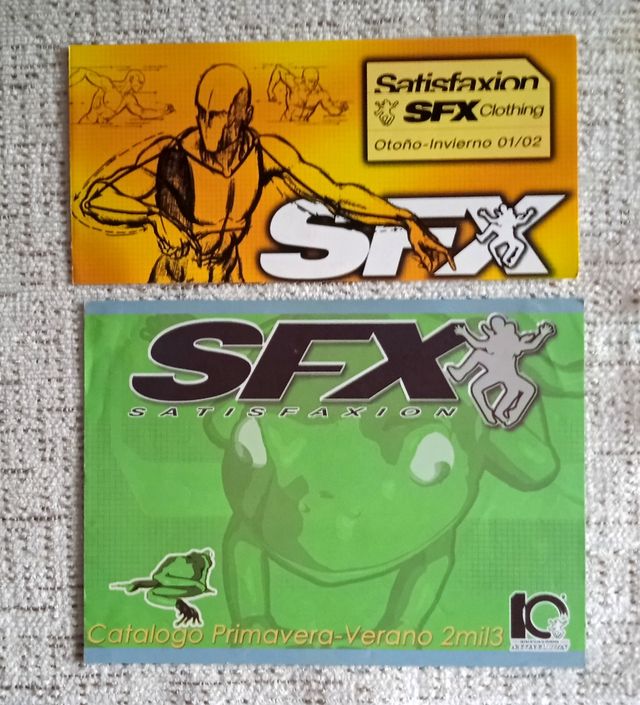 Satisfaxion
SFX Clothing
Otoño-Invierno 01/02
SFX
SFX
SATISFAXION
Catalogo Primavera-Verano 2mil3